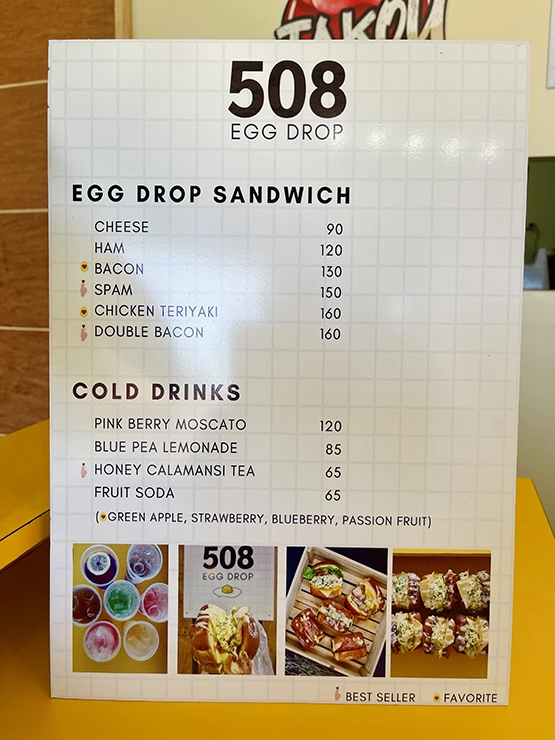 TAKOY
508
EGG DROP
EGG DROP SANDWICH
CHEESE 90
HAM 120
BACON 130
SPAM 150
CHICKEN TERIYAKI 160
DOUBLE BACON 160
COLD DRINKS
PINK BERRY MOSCATO 120
BLUE PEA LEMONADE 85
HONEY CALAMANSI TEA 65
FRUIT SODA 65
(GREEN APPLE, STRAWBERRY, BLUEBERRY, PASSION FRUIT)
508
EGG DROP
BEST SELLER FAVORITE